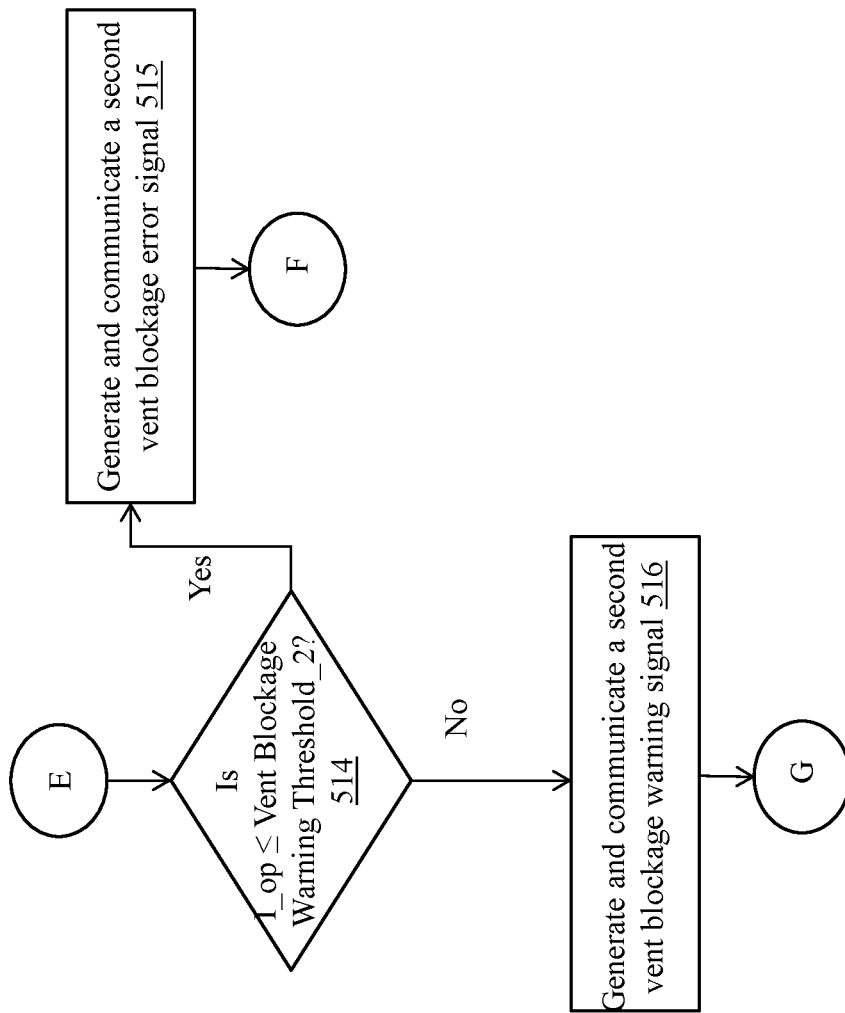 E
Is
I_op ≤ Vent Blockage
Warning Threshold_2?
514
Yes
Generate and communicate a second
vent blockage error signal 515
F
No
Generate and communicate a second
vent blockage warning signal 516
G